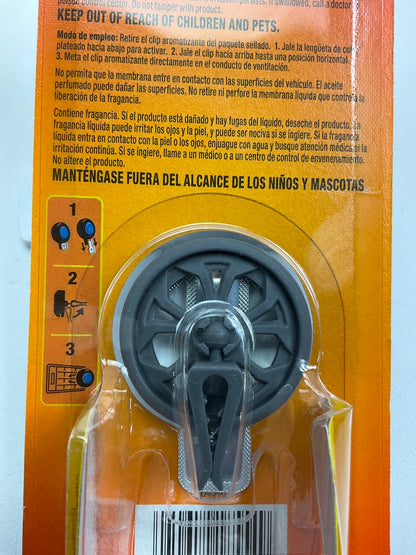 poison control center. Do not tamper with product.
KEEP OUT OF REACH OF CHILDREN AND PETS.
Modo de empleo: Retire el clip aromatizante del paquete sellado. 1. Jale la lengüeta de color
plateado hacia abajo para activar. 2. Jale el clip hacia arriba hasta una posición horizontal.
3. Meta el clip aromatizante directamente en el conducto de ventilación.
No permita que la membrana entre en contacto con las superficies del vehículo. El aceite
perfumado puede dañar las superficies. No retire ni perfore la membrana que controla la
liberación de la fragancia.
Contiene fragancia. Si el producto está dañado y hay fugas del líquido, deseche el producto. La
fragancia líquida puede irritar los ojos y la piel, y puede ser nociva si se ingiere. Si la fragancia
líquida entra en contacto con la piel o los ojos, enjuague con agua y busque atención médica si la
irritación continúa. Si se ingiere, llame a un médico o a un centro de control de envenenamiento.
No altere el producto.
MANTÉNGASE FUERA DEL ALCANCE DE LOS NIÑOS Y MASCOTAS
1
2
3